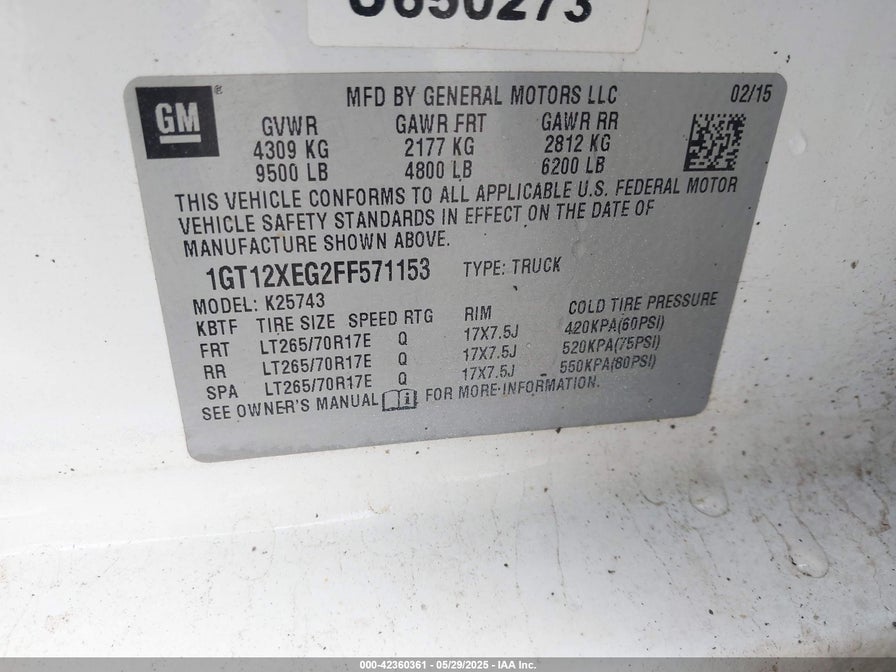 0650273
GM ®
MFD BY GENERAL MOTORS LLC 02/15
GVWR GAWR FRT GAWR RR
4309 KG 2177 KG 2812 KG
9500 LB 4800 LB 6200 LB
THIS VEHICLE CONFORMS TO ALL APPLICABLE U.S. FEDERAL MOTOR
VEHICLE SAFETY STANDARDS IN EFFECT ON THE DATE OF
MANUFACTURE SHOWN ABOVE.
1GT12XEG2FF571153 TYPE: TRUCK
MODEL: K25743
KBTF TIRE SIZE SPEED RTG RIM COLD TIRE PRESSURE
FRT LT265/70R17E Q 17X7.5J 420KPA(60PSI)
RR LT265/70R17E Q 17X7.5J 520KPA(75PSI)
SPA LT265/70R17E Q 17X7.5J 550KPA(80PSI)
SEE OWNER'S MANUAL FOR MORE INFORMATION.
000-42360361 - 05/29/2025 - IAA Inc.